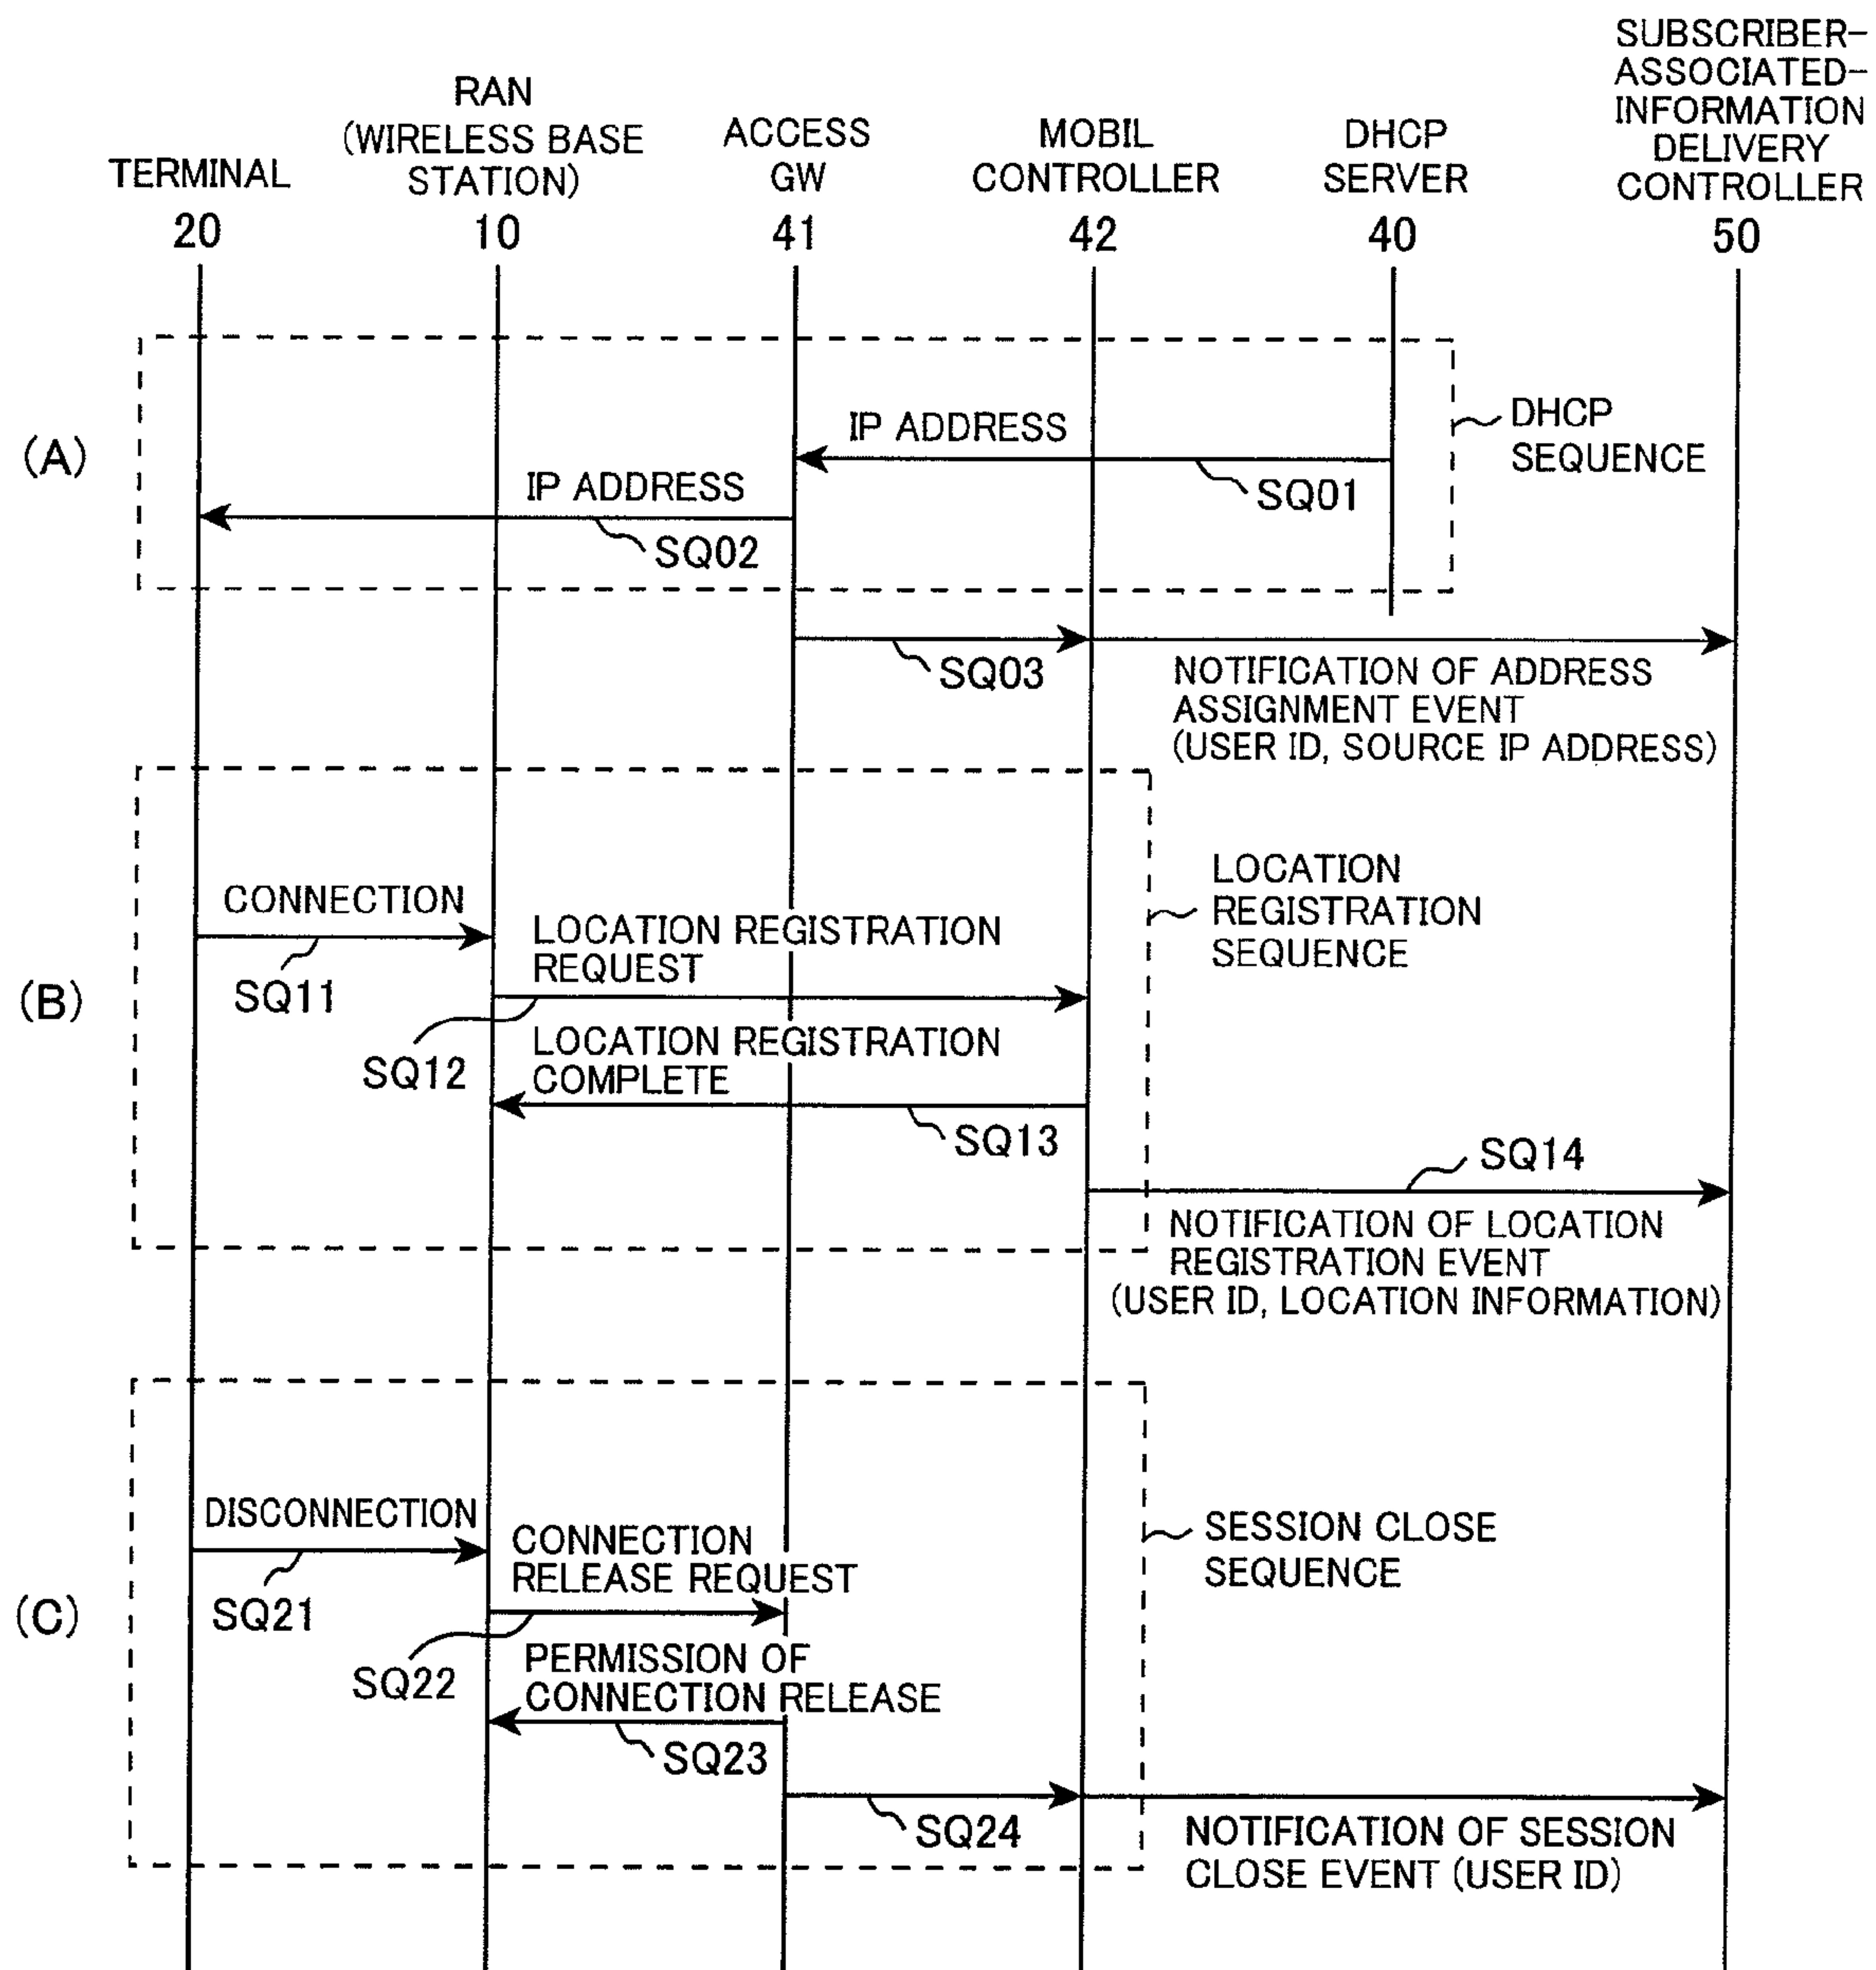 TERMINAL
20
RAN
(WIRELESS BASE
STATION)
10
ACCESS
GW
41
MOBIL
CONTROLLER
42
DHCP
SERVER
40
SUBSCRIBER-
ASSOCIATED-
INFORMATION
DELIVERY
CONTROLLER
50
(A)
IP ADDRESS
SQ01
IP ADDRESS
SQ02
DHCP
SEQUENCE
SQ03
NOTIFICATION OF ADDRESS
ASSIGNMENT EVENT
(USER ID, SOURCE IP ADDRESS)
(B)
CONNECTION
SQ11
LOCATION REGISTRATION
REQUEST
SQ12
LOCATION REGISTRATION
COMPLETE
SQ13
LOCATION
REGISTRATION
SEQUENCE
SQ14
NOTIFICATION OF LOCATION
REGISTRATION EVENT
(USER ID, LOCATION INFORMATION)
(C)
DISCONNECTION
SQ21
CONNECTION
RELEASE REQUEST
SQ22
PERMISSION OF
CONNECTION RELEASE
SQ23
SESSION CLOSE
SEQUENCE
SQ24
NOTIFICATION OF SESSION
CLOSE EVENT (USER ID)